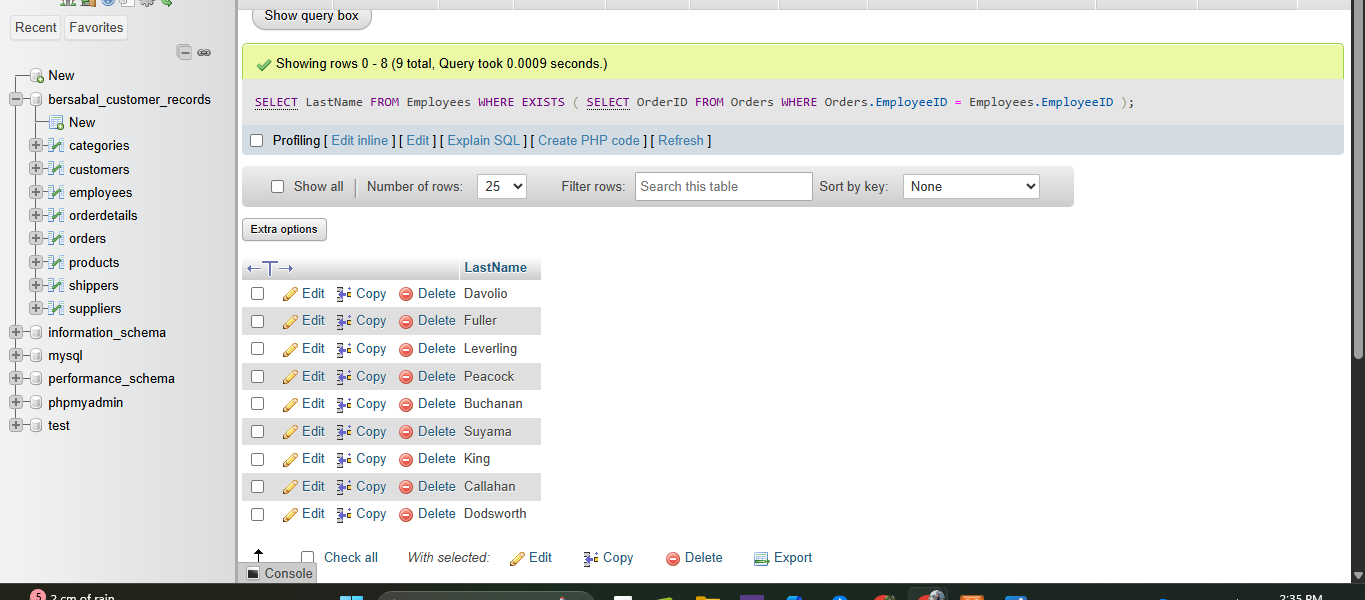 Show query box
Recent Favorites
Showing rows 0 - 8 (9 total, Query took 0.0009 seconds.)
New
bersabal_customer_records
SELECT LastName FROM Employees WHERE EXISTS ( SELECT OrderID FROM Orders WHERE Orders.EmployeeID = Employees.EmployeeID );
New
categories
Profiling [ Edit inline ] [ Edit ] [ Explain SQL ] [ Create PHP code ] [ Refresh ]
customers
employees
Show all Number of rows: 25 Filter rows: Search this table Sort by key: None
orderdetails
orders
Extra options
products
shippers
suppliers
information_schema
mysql
performance_schema
phpmyadmin
test
LastName
Edit Copy Delete Davolio
Edit Copy Delete Fuller
Edit Copy Delete Leverling
Edit Copy Delete Peacock
Edit Copy Delete Buchanan
Edit Copy Delete Suyama
Edit Copy Delete King
Edit Copy Delete Callahan
Edit Copy Delete Dodsworth
Check all With selected: Edit Copy Delete Export
Console
5 2 cm of rain
2:35 PM